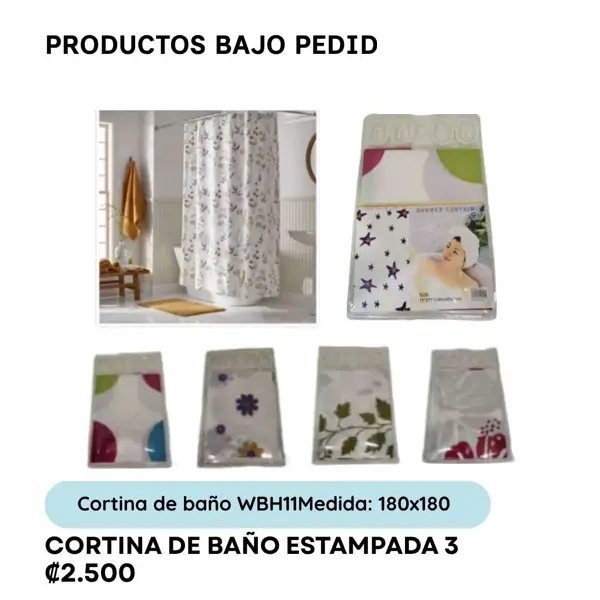 PRODUCTOS BAJO PEDID
SHOWER CURTAIN
Cortina de baño WBH11Medida: 180x180
CORTINA DE BAÑO ESTAMPADA 3
₡2.500